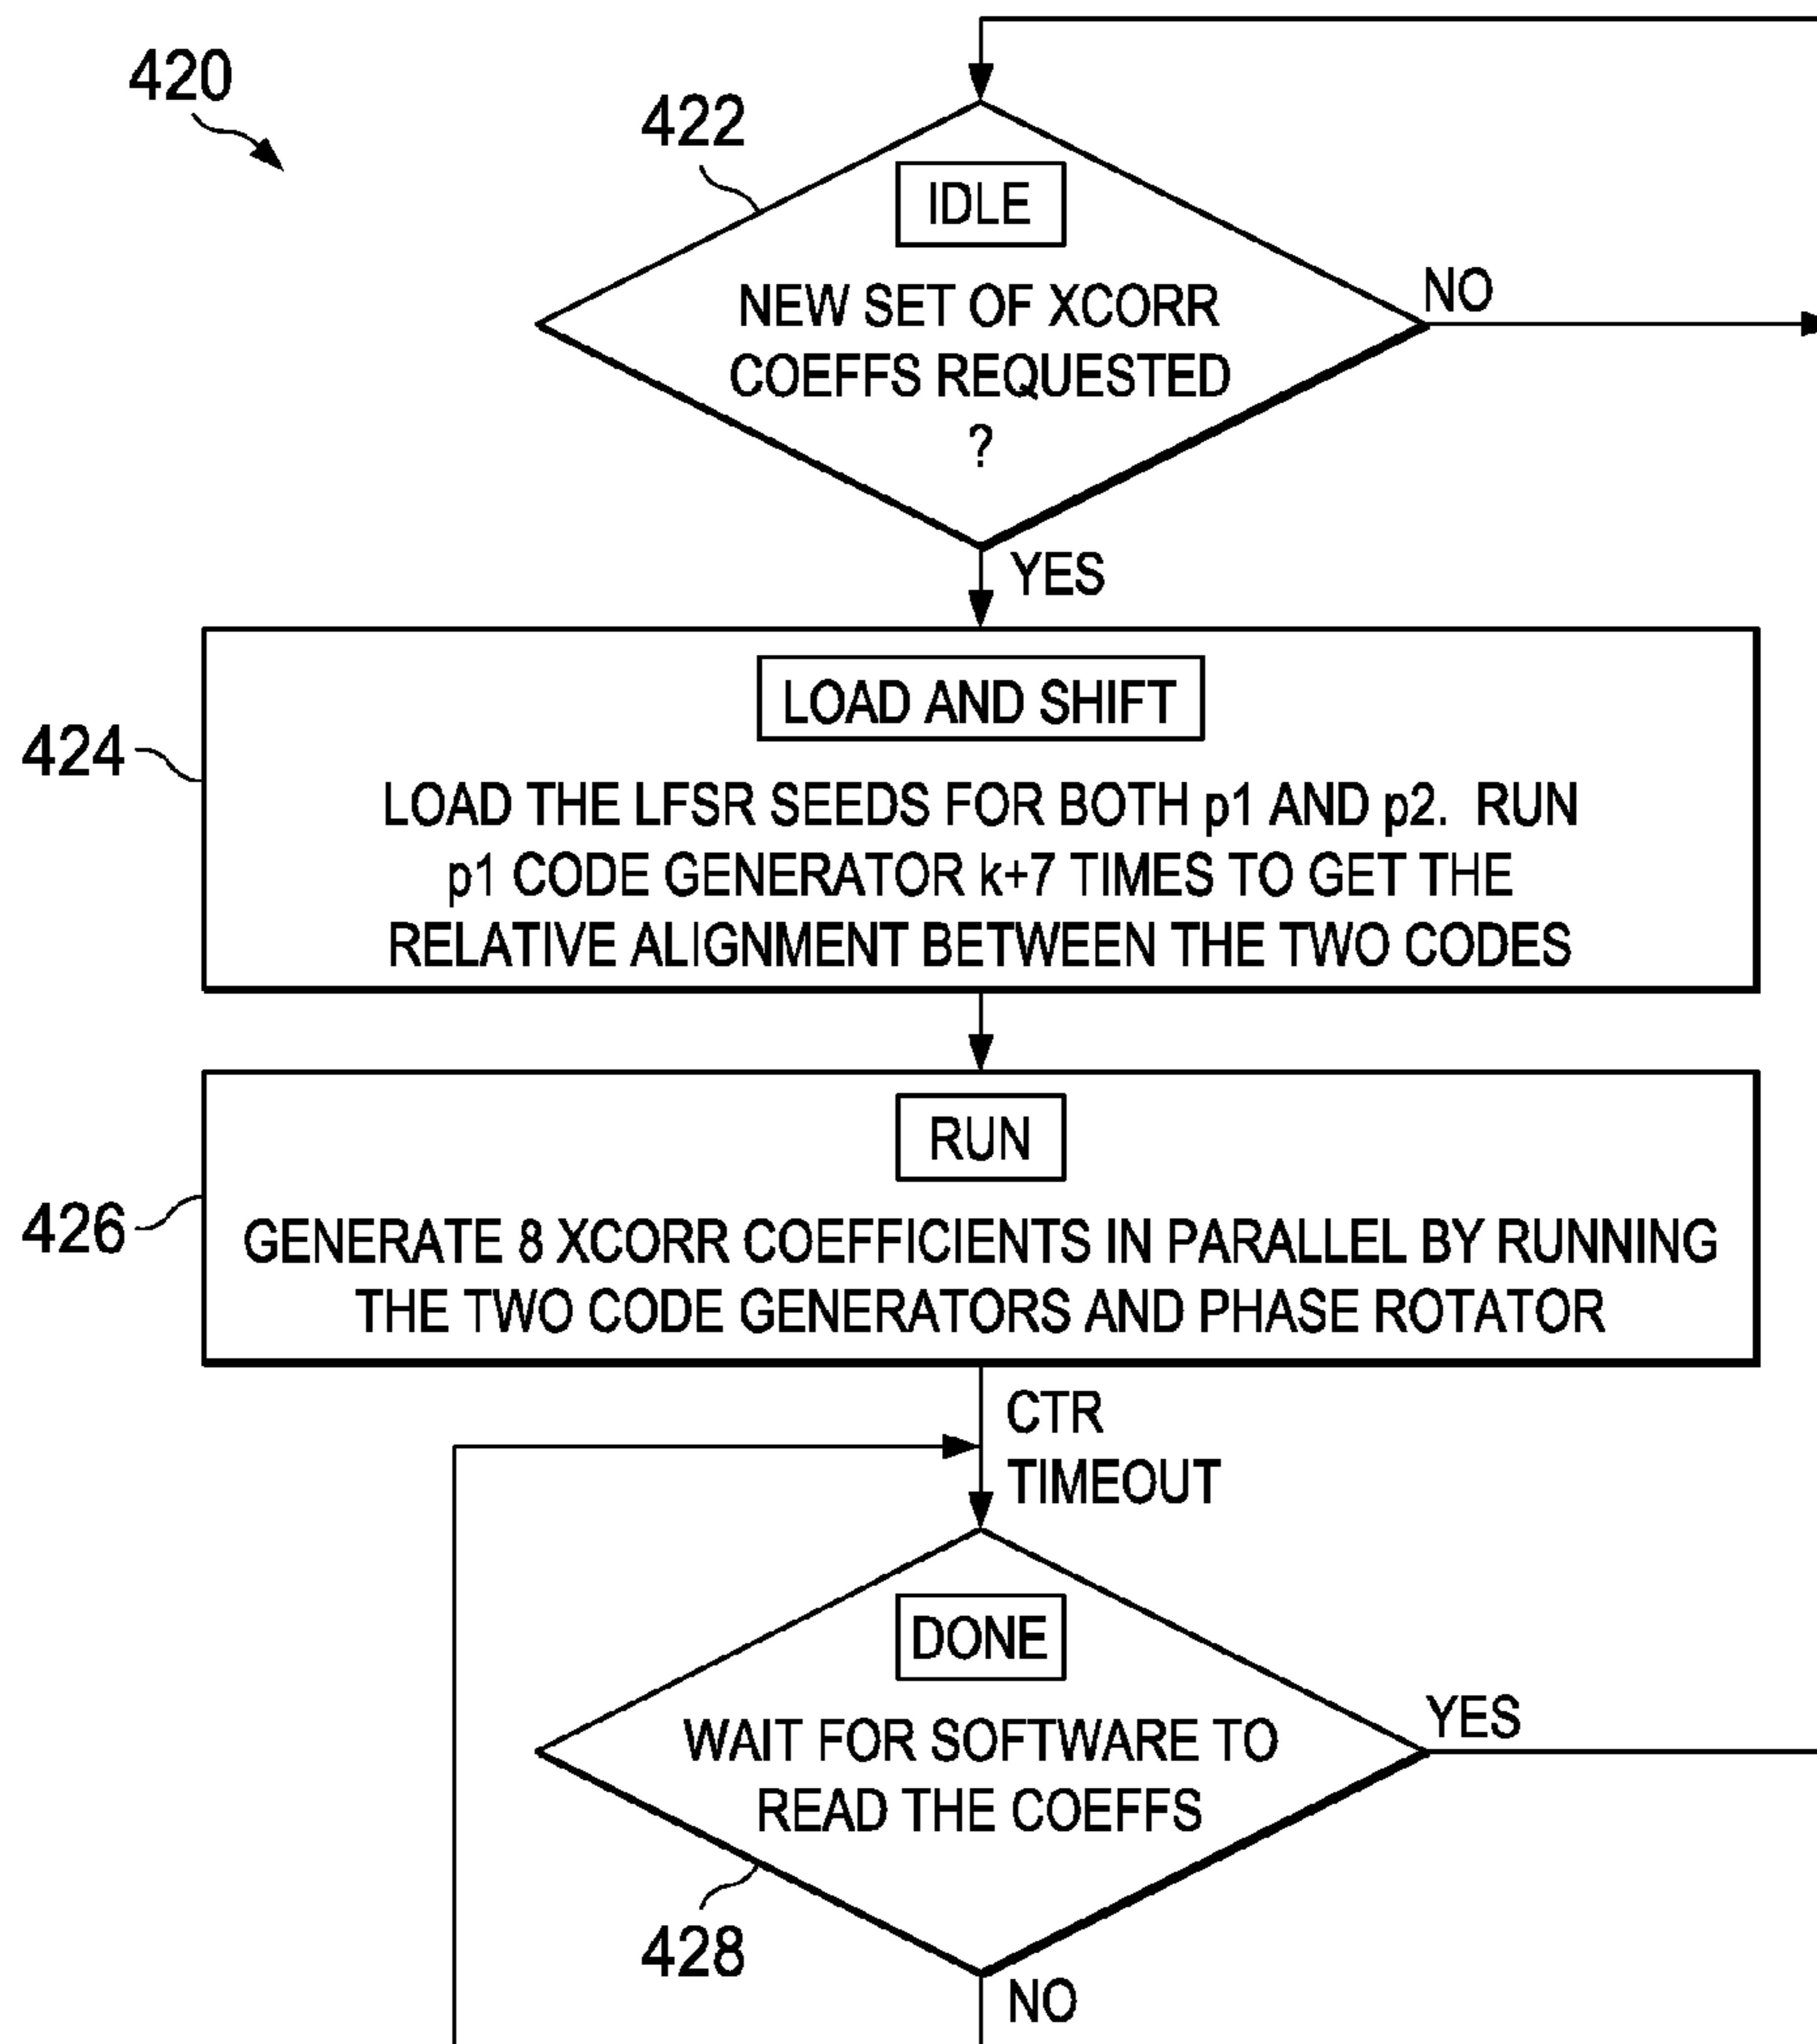 420
422
IDLE
NEW SET OF XCORR
COEFFS REQUESTED
?
NO
YES
LOAD AND SHIFT
424
LOAD THE LFSR SEEDS FOR BOTH p1 AND p2. RUN
p1 CODE GENERATOR k+7 TIMES TO GET THE
RELATIVE ALIGNMENT BETWEEN THE TWO CODES
RUN
426
GENERATE 8 XCORR COEFFICIENTS IN PARALLEL BY RUNNING
THE TWO CODE GENERATORS AND PHASE ROTATOR
CTR
TIMEOUT
DONE
WAIT FOR SOFTWARE TO
READ THE COEFFS
YES
428
NO